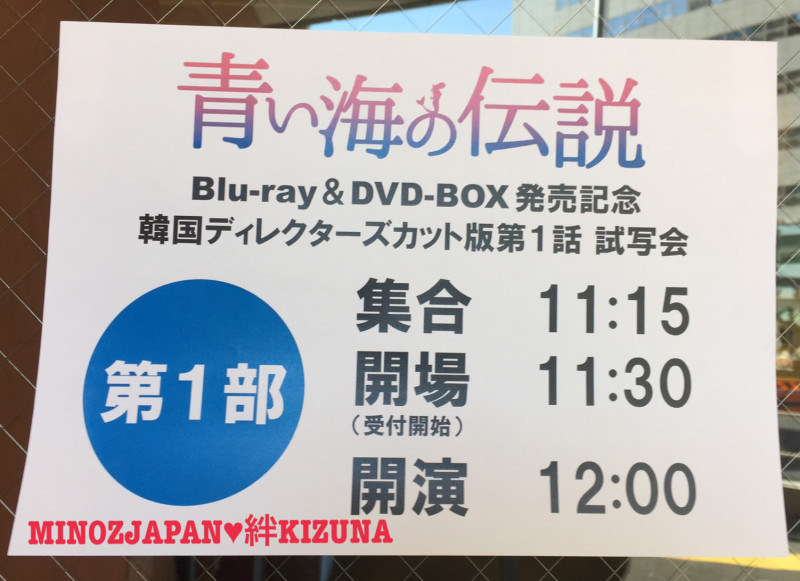 青い海の伝説
Blu-ray&DVD-BOX 発売記念
韓国ディレクターズカット版第1話 試写会
第1部
集合 11:15
開場 11:30
(受付開始)
開演 12:00
MINOZJAPAN♥絆KIZUNA